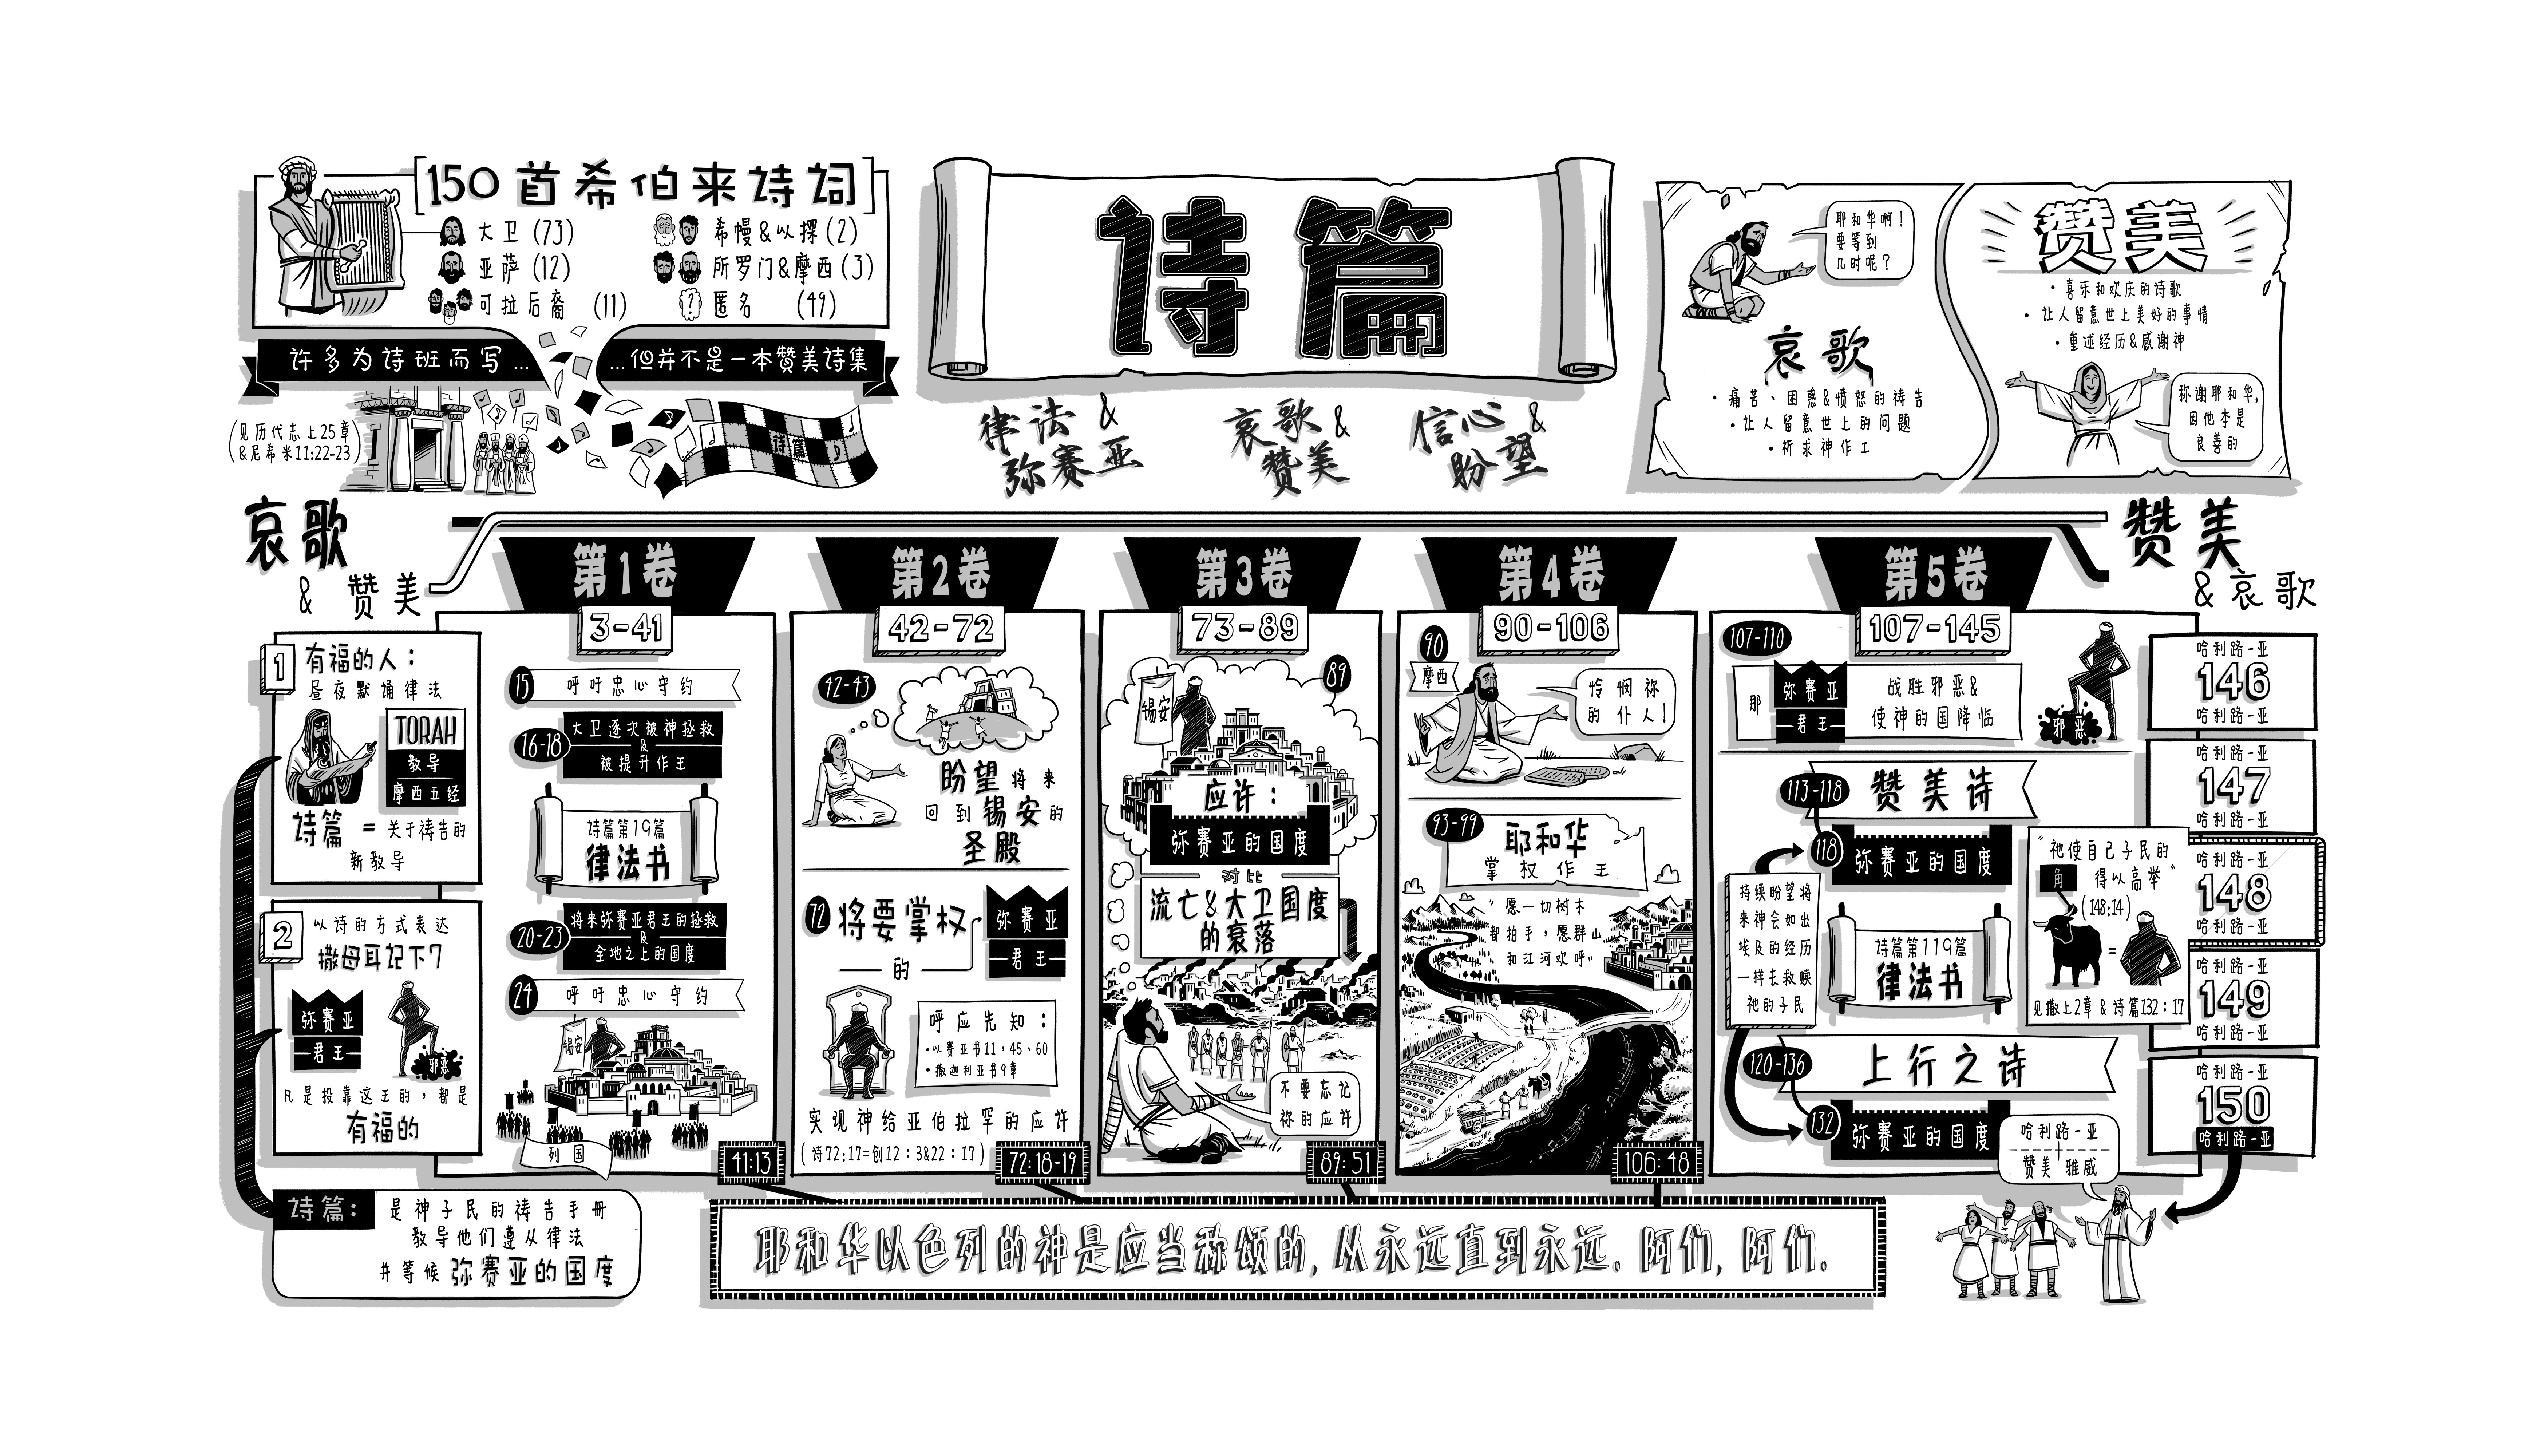 150首希伯来诗词
大卫 (73)
希幔&以探(2)
亚萨 (12)
所罗门&摩西(3)
可拉后裔 (11)
?
匿名 (49)
许多为诗班而写...
...但并不是一本赞美诗集
(见历代志上25章
&尼希米11:22-23)
诗篇
诗篇
律法&
弥赛亚
哀歌&
赞美
信心&
盼望
耶和华啊!
要等到
几时呢?
哀歌
• 痛苦、困惑&愤怒的祷告
• 让人留意世上的问题
• 祈求神作工
赞美
• 喜乐和欢庆的诗歌
• 让人留意世上美好的事情
• 重述经历&感谢神
称谢耶和华,
因他本是
良善的
哀歌
& 赞美
赞美
&哀歌
1
有福的人:
昼夜默诵律法
TORAH
教导
摩西五经
诗篇 = 关于祷告的
新教导
2
以诗的方式表达
撒母耳记下7
弥赛亚
君王
邪恶
凡是投靠这王的,都是
有福的
诗篇:
是神子民的祷告手册
教导他们遵从律法
并等候弥赛亚的国度
第1卷
3-41
15
呼吁忠心守约
16-18
大卫逐次被神拯救
及
被提升作王
诗篇第19篇
律法书
20-23
将来弥赛亚君王的拯救
及
全地之上的国度
24
呼吁忠心守约
锡安
列国
41:13
第2卷
42-72
42-43
盼望将来
回到锡安的
圣殿
72
将要掌权
的
弥赛亚
君王
呼应先知:
• 以赛亚书11,45、60
• 撒迦利亚书9章
实现神给亚伯拉罕的应许
(诗72:17=创12:3&22:17)
72:18-19
第3卷
73-89
89
锡安
应许:
弥赛亚的国度
对比
流亡&大卫国度
的衰落
不要忘记
祢的应许
89:51
第4卷
90-106
90
摩西
怜悯祢
的仆人!
93-99
耶和华
掌权作王
"愿一切树木
都拍手,愿群山
和江河欢呼"
106:48
第5卷
107-145
107-110
那
弥赛亚
君王
战胜邪恶&
使神的国降临
邪恶
113-118
赞美诗
118
弥赛亚的国度
持续盼望将
来神会如出
埃及的经历
一样去救赎
祂的子民
诗篇第119篇
律法书
120-136
上行之诗
132
弥赛亚的国度
"祂使自己子民的
角 得以高举"
(148:14)
=
见撒上2章&诗篇132:17
哈利路-亚
146
哈利路-亚
哈利路-亚
147
哈利路-亚
哈利路-亚
148
哈利路-亚
哈利路-亚
149
哈利路-亚
哈利路-亚
150
哈利路-亚
哈利路-亚
赞美 雅威
耶和华以色列的神是应当称颂的,从永远直到永远。阿们,阿们.